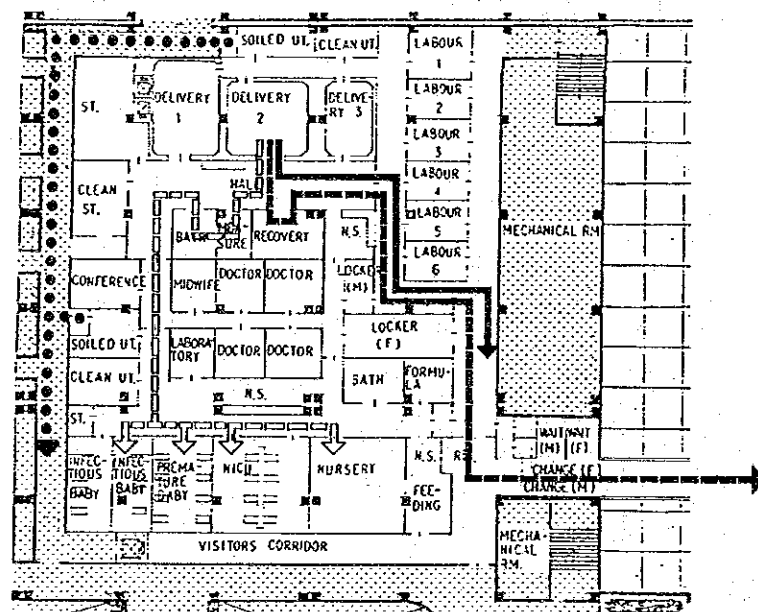 SOILED UT.
CLEAN UT.
LABOUR
1
DELIVERY
1
DELIVERY
2
DELIVE-
RY 3
LABOUR
2
ST.
LABOUR
3
LABOUR
4
CLEAN
ST.
HALL
BATH
MEA-
SURE
RECOVERY
N.S.
LABOUR
5
MECHANICAL RM
LABOUR
6
CONFERENCE
MIDWIFE
DOCTOR
DOCTOR
LOCKER
(M)
LOCKER
(F)
SOILED UT.
LABORA-
TORY
DOCTOR
DOCTOR
CLEAN UT.
BATH
FORMU-
LA
N.S.
ST.
WAIT
(M)
WAIT
(F)
INFEC-
TIOUS
BABY
INFEC-
TIOUS
BABY
PREMA-
TURE
BABY
NICU
NURSERY
N.S.
FEE-
DING
CHANGE (F)
CHANGE (M)
VISITORS CORRIDOR
MECHA-
NICAL
RM.